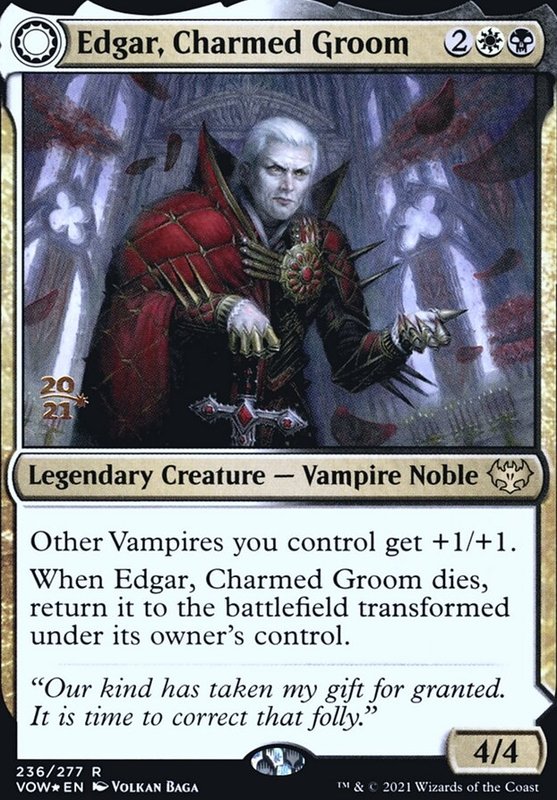 Edgar, Charmed Groom 2
20
21
Legendary Creature — Vampire Noble
Other Vampires you control get +1/+1.
When Edgar, Charmed Groom dies,
return it to the battlefield transformed
under its owner's control.
"Our kind has taken my gift for granted.
It is time to correct that folly."
4/4
236/277 R
VOW★EN Volkan Baga
™ & © 2021 Wizards of the Coast